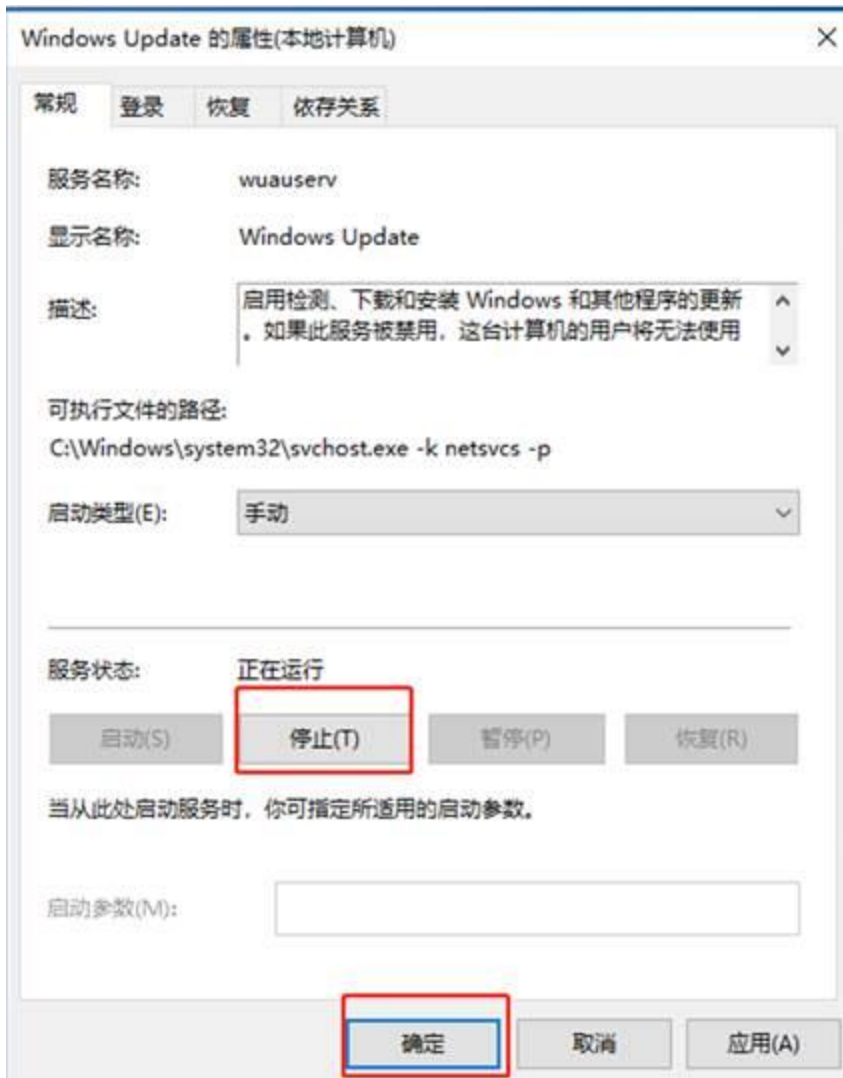 Windows Update 的属性(本地计算机)
常规 登录 恢复 依存关系
服务名称: wuauserv
显示名称: Windows Update
描述: 启用检测、下载和安装 Windows 和其他程序的更新
。如果此服务被禁用，这台计算机的用户将无法使用
可执行文件的路径:
C:\Windows\system32\svchost.exe -k netsvcs -p
启动类型(E): 手动
服务状态: 正在运行
启动(S) 停止(T) 暂停(P) 恢复(R)
当从此处启动服务时，你可指定所适用的启动参数。
启动参数(M):
确定 取消 应用(A)